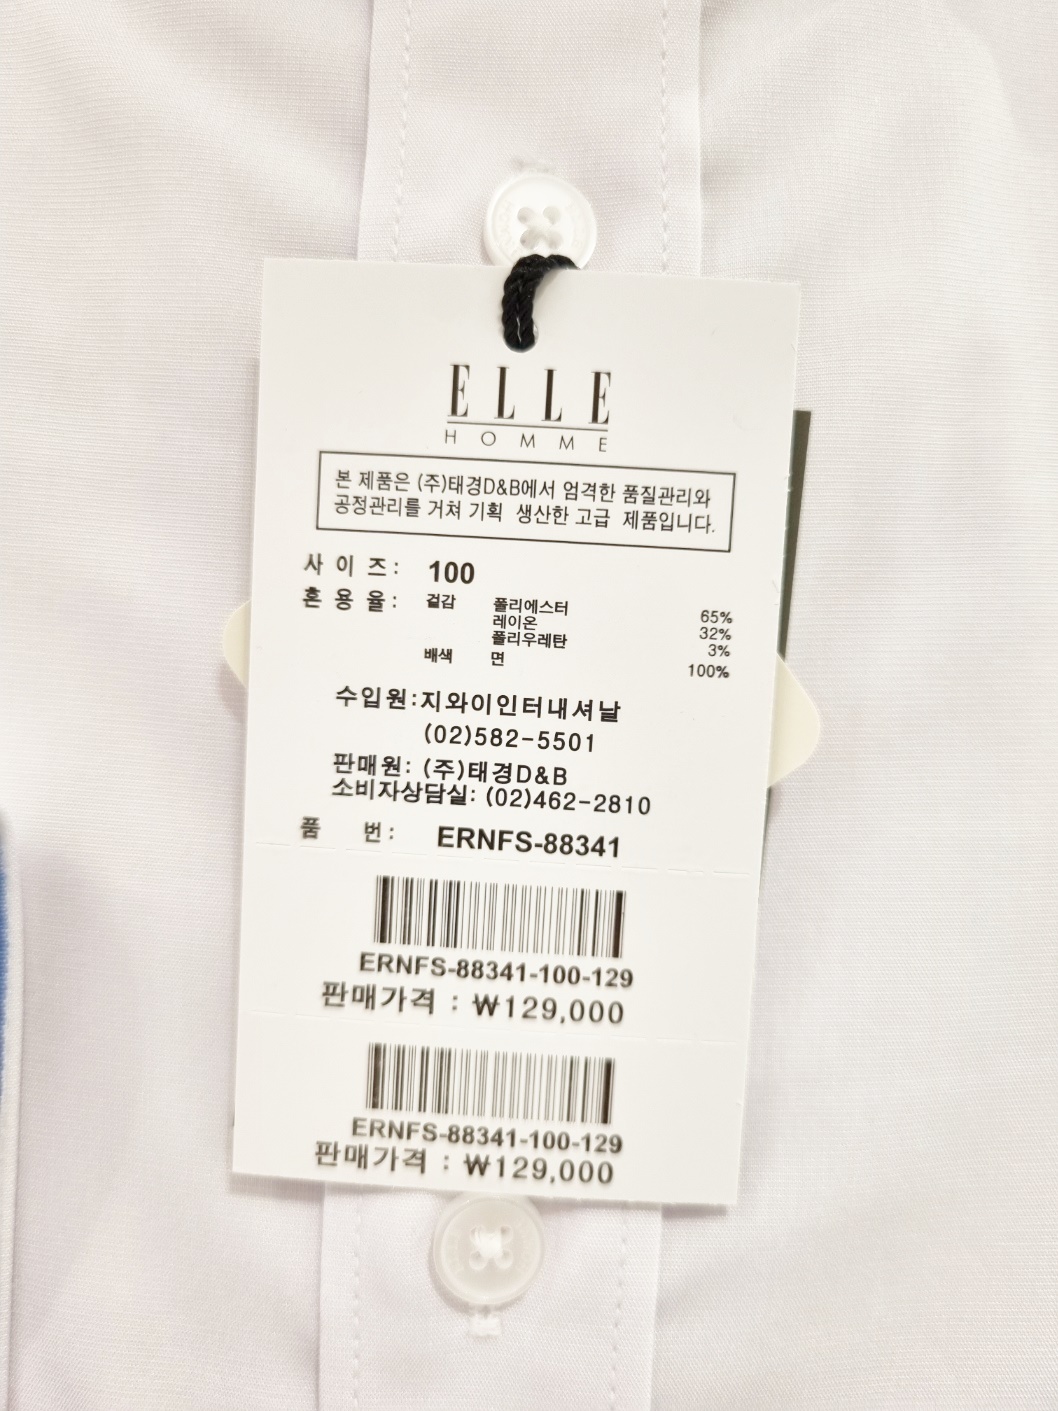 ELLE
HOMME
본 제품은 (주)태경D&B에서 엄격한 품질관리와
공정관리를 거쳐 기획 생산한 고급 제품입니다.
사 이 즈 : 100
혼 용 율 : 겉감 폴리에스터 65%
레이온 32%
폴리우레탄 3%
배색 면 100%
수입원:지와이인터내셔날
(02)582-5501
판매원: (주)태경D&B
소비자상담실: (02)462-2810
품 번 : ERNFS-88341
ERNFS-88341-100-129
판매가격 : ₩129,000
ERNFS-88341-100-129
판매가격 : ₩129,000